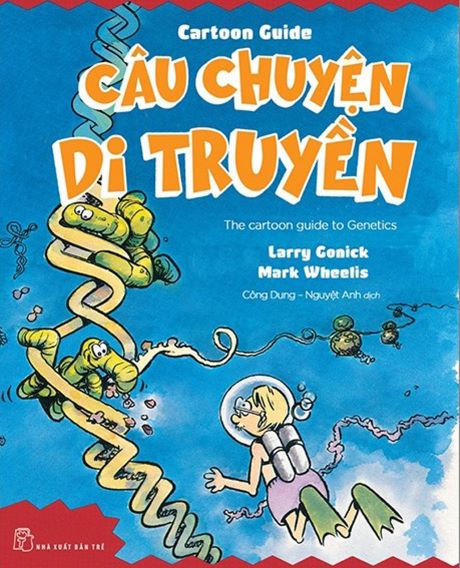 Cartoon Guide
CÂU CHUYỆN
Di TRUYỀN
The cartoon guide to Genetics
Larry Gonick
Mark Wheelis
Công Dung – Nguyệt Anh dịch
NHÀ XUẤT BẢN TRẺ